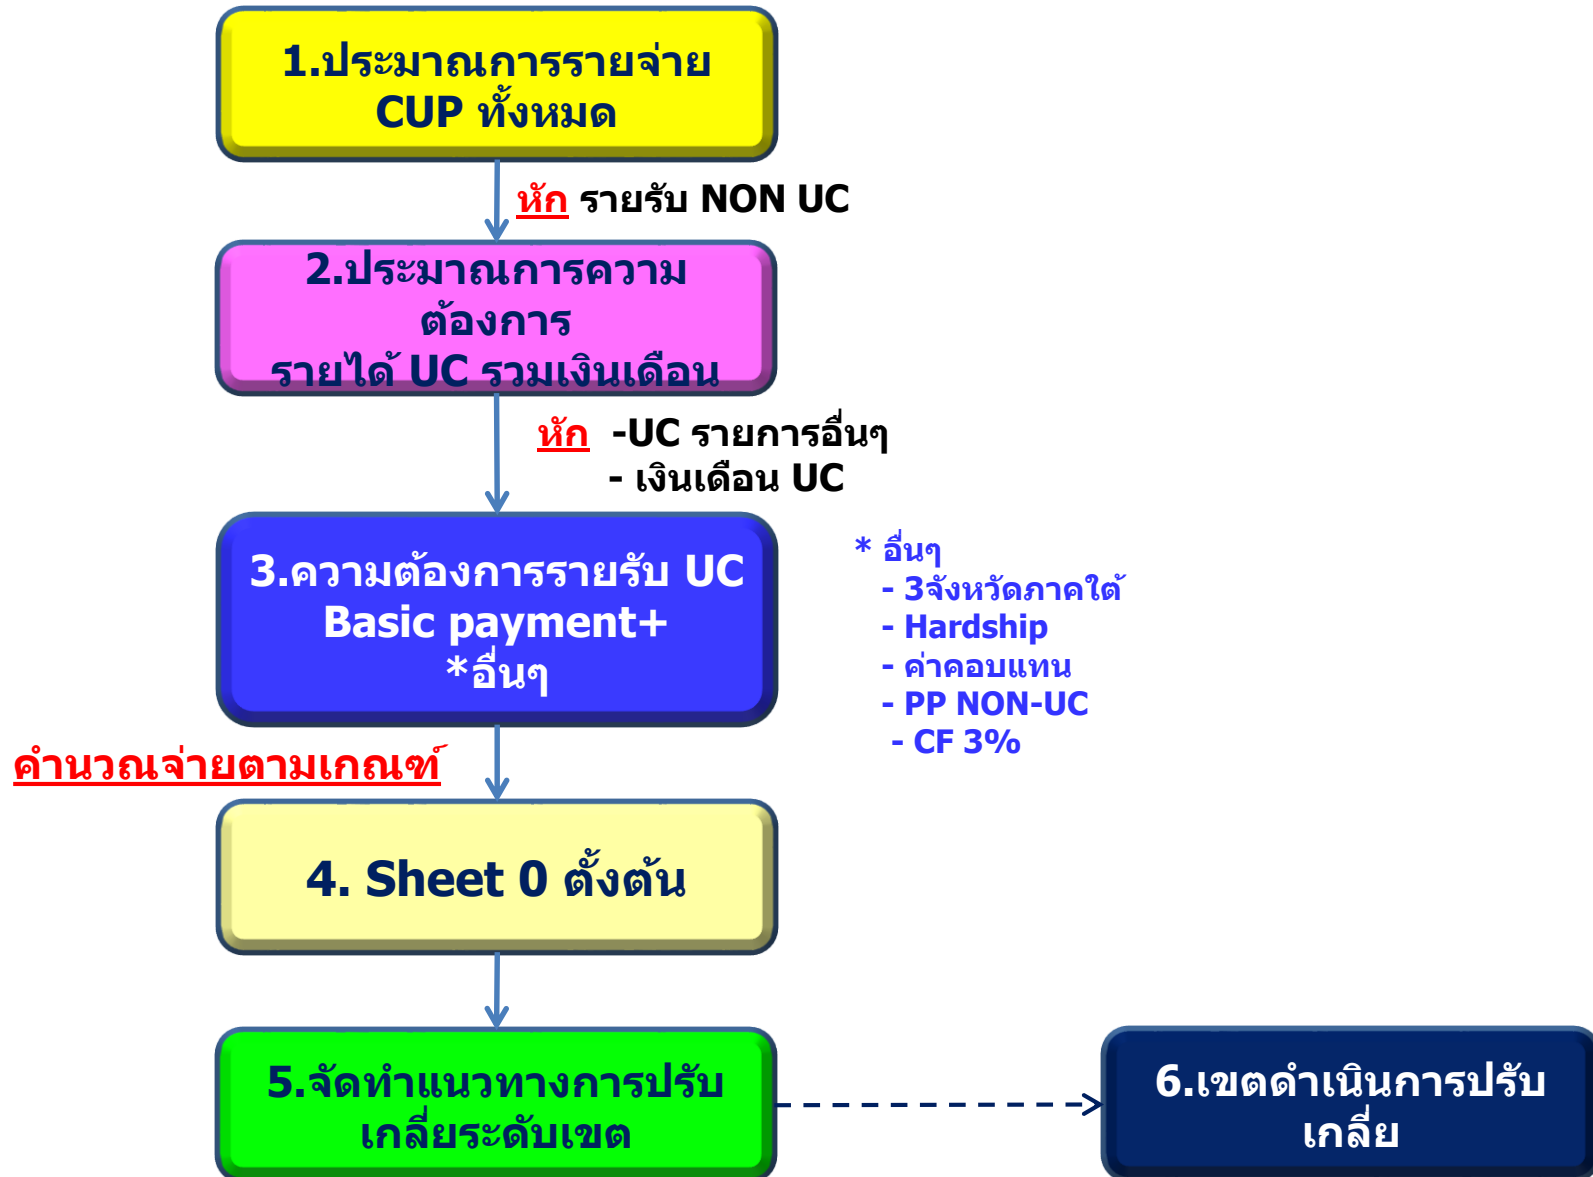 1.ประมาณการรายจ่าย
CUP ทั้งหมด
หัก รายรับ NON UC
2.ประมาณการความ
ต้องการ
รายได้ UC รวมเงินเดือน
หัก -UC รายการอื่นๆ
- เงินเดือน UC
3.ความต้องการรายรับ UC
Basic payment+
*อื่นๆ
* อื่นๆ
- 3จังหวัดภาคใต้
- Hardship
- ค่าคอบแทน
- PP NON-UC
- CF 3%
คำนวณจ่ายตามเกณฑ์
4. Sheet 0 ตั้งต้น
5.จัดทำแนวทางการปรับ
เกลี่ยระดับเขต
6.เขตดำเนินการปรับ
เกลี่ย